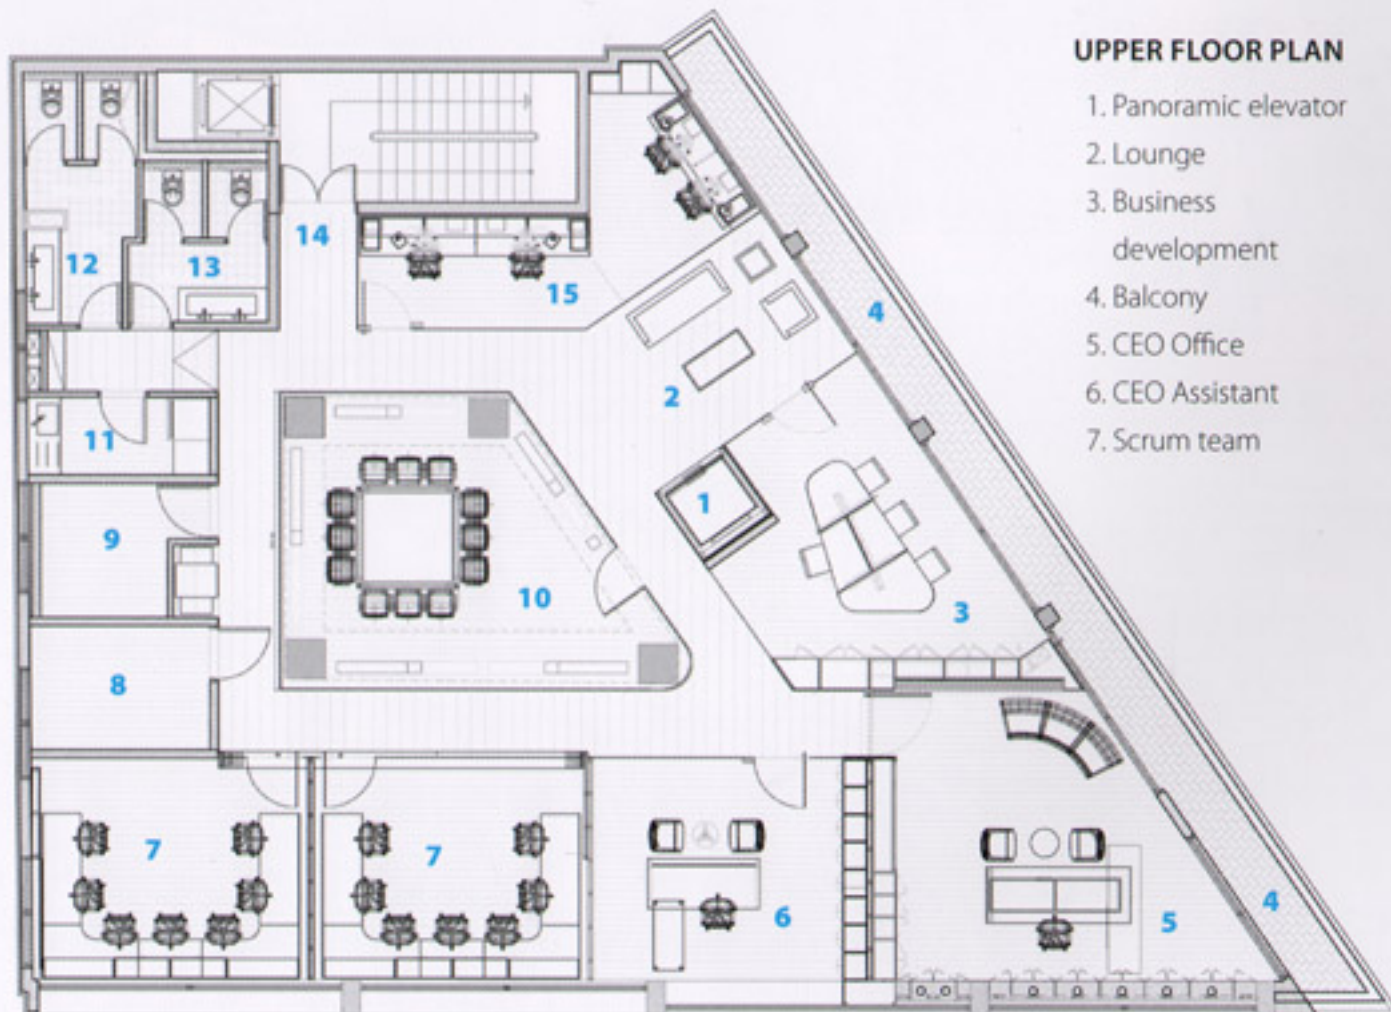 UPPER FLOOR PLAN
1. Panoramic elevator
2. Lounge
3. Business
development
4. Balcony
5. CEO Office
6. CEO Assistant
7. Scrum team
12
13
14
15
4
2
11
1
9
10
3
8
7
7
6
5
4